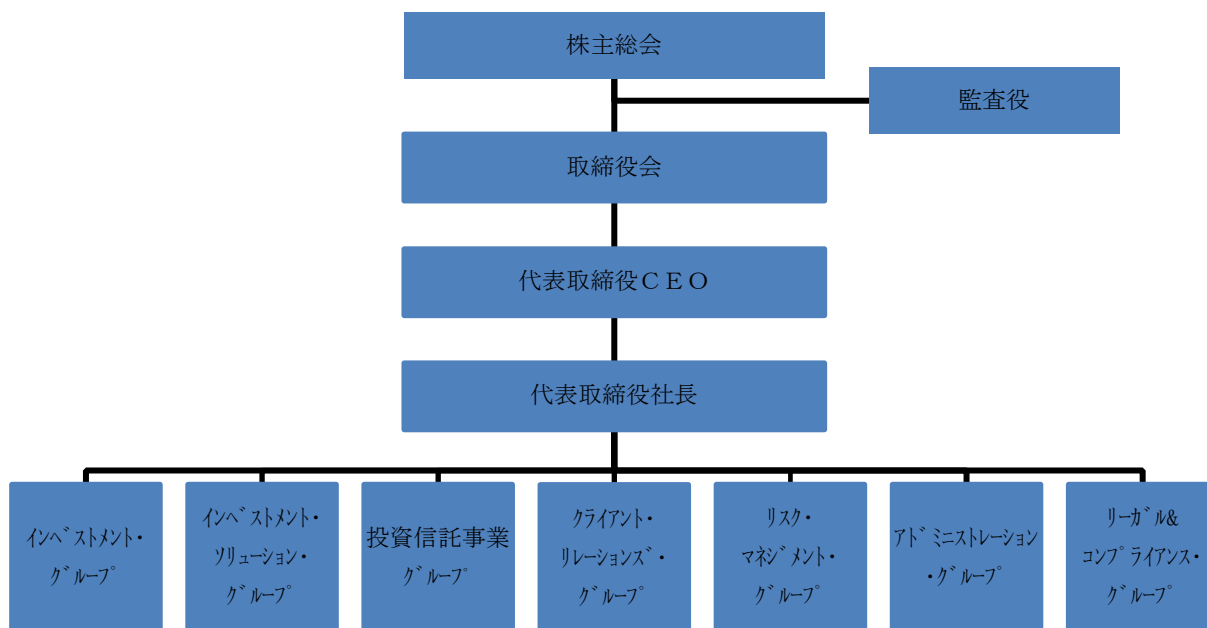 株主総会
監査役
取締役会
代表取締役ＣＥＯ
代表取締役社長
ｲﾝﾍﾞｽﾄﾒﾝﾄ・
ｸﾞﾙｰﾌﾟ
ｲﾝﾍﾞｽﾄﾒﾝﾄ・
ｿﾘｭｰｼｮﾝ・
ｸﾞﾙｰﾌﾟ
投資信託事業
ｸﾞﾙｰﾌﾟ
ｸﾗｲｱﾝﾄ・
ﾘﾚｰｼｮﾝｽﾞ・
ｸﾞﾙｰﾌﾟ
ﾘｽｸ・
ﾏﾈｼﾞﾒﾝﾄ・
ｸﾞﾙｰﾌﾟ
ｱﾄﾞﾐﾆｽﾄﾚｰｼｮﾝ
・ｸﾞﾙｰﾌﾟ
ﾘｰｶﾞﾙ&
ｺﾝﾌﾟﾗｲｱﾝｽ・
ｸﾞﾙｰﾌﾟ